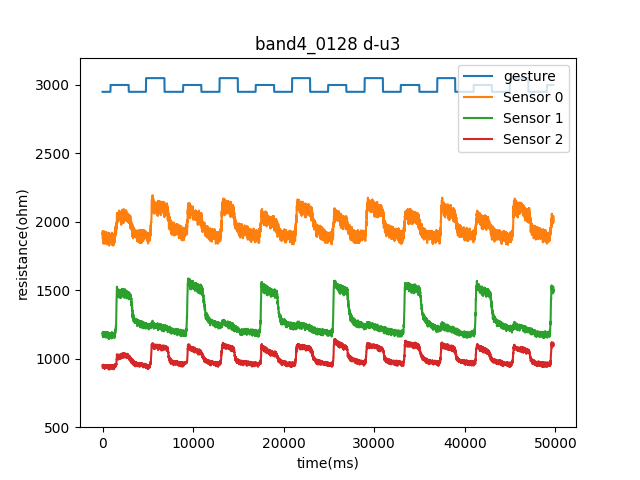 band4_0128 d-u3
gesture
Sensor 0
Sensor 1
Sensor 2
3000
2500
2000
1500
1000
500
resistance(ohm)
0
10000
20000
30000
40000
50000
time(ms)